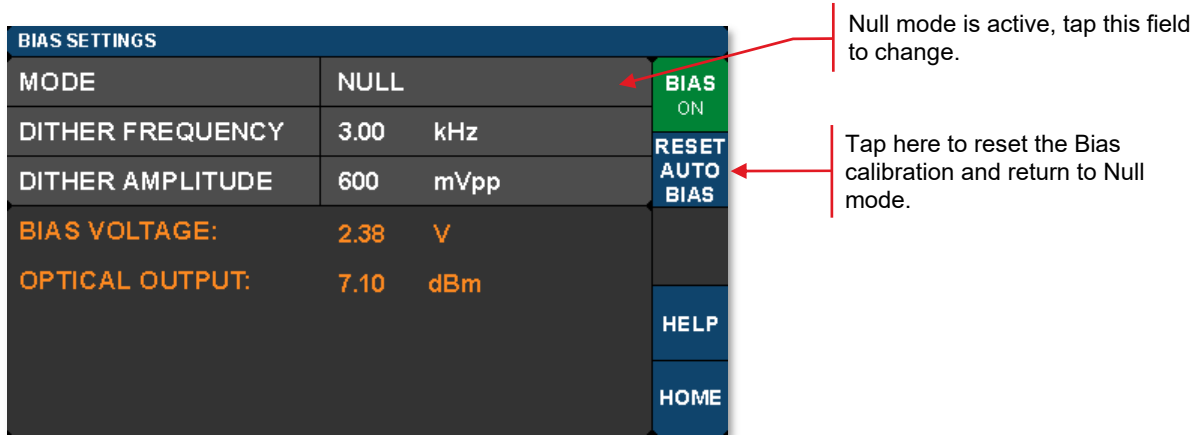 BIAS SETTINGS
MODE NULL
DITHER FREQUENCY 3.00 kHz
DITHER AMPLITUDE 600 mVpp
BIAS VOLTAGE: 2.38 V
OPTICAL OUTPUT: 7.10 dBm
BIAS
ON
RESET
AUTO
BIAS
HELP
HOME
Null mode is active, tap this field
to change.
Tap here to reset the Bias
calibration and return to Null
mode.